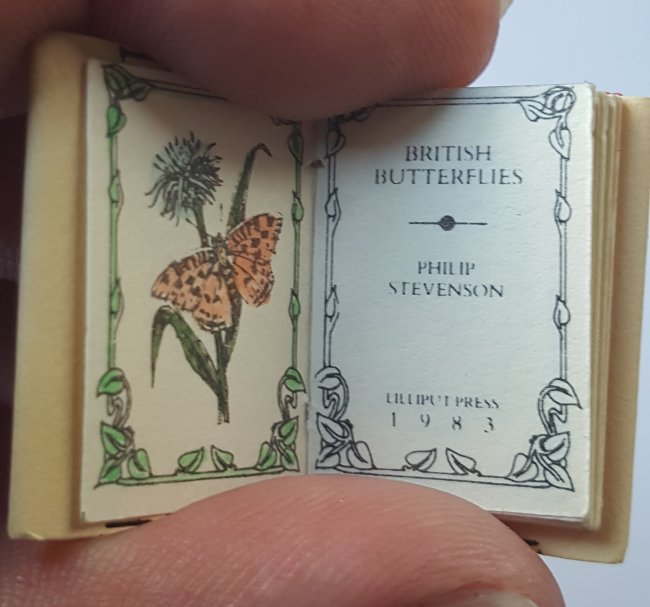 BRITISH
BUTTERFLIES
PHILIP
STEVENSON
LILLIPUT PRESS
1 9 8 3